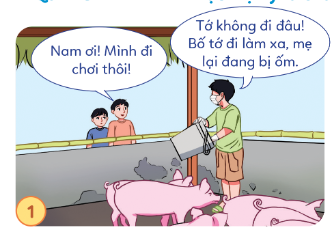 Nam ơi! Mình đi
chơi thôi!
Tớ không đi đâu!
Bố tớ đi làm xa, mẹ
lại đang bị ốm.
1